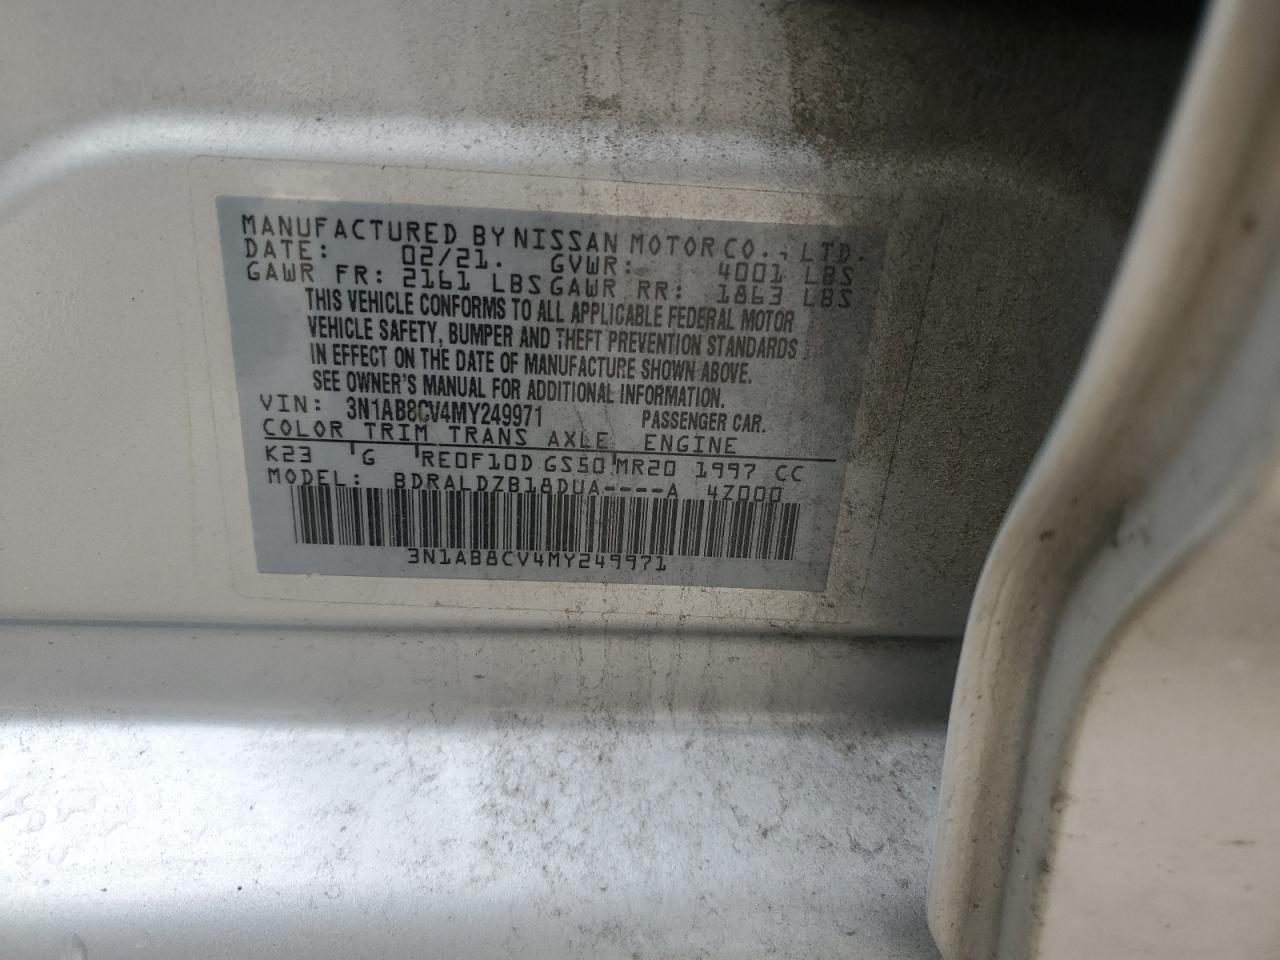 MANUFACTURED BY NISSAN MOTOR CO., LTD.
DATE: 02/21. GVWR: 4001 LBS
GAWR FR: 2161 LBS GAWR RR: 1863 LBS
THIS VEHICLE CONFORMS TO ALL APPLICABLE FEDERAL MOTOR
VEHICLE SAFETY, BUMPER AND THEFT PREVENTION STANDARDS
IN EFFECT ON THE DATE OF MANUFACTURE SHOWN ABOVE.
SEE OWNER'S MANUAL FOR ADDITIONAL INFORMATION.
VIN: 3N1AB8CV4MY249971 PASSENGER CAR.
COLOR TRIM TRANS AXLE ENGINE
K23 G RE0F10D GS50 MR20 1997 CC
MODEL: BDRALDZB18DUA----A 4Z000
3N1AB8CV4MY249971